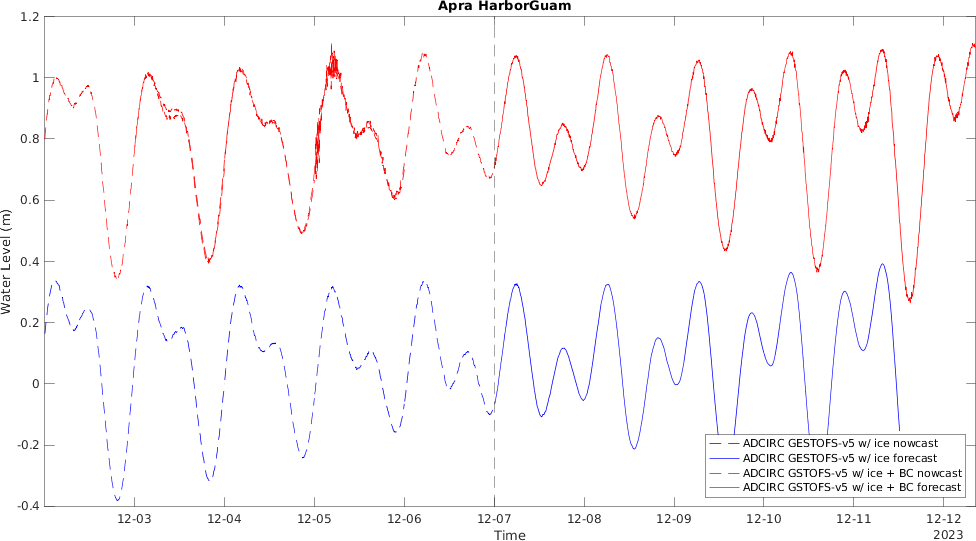 Apra HarborGuam
1.2
1
0.8
0.6
0.4
0.2
0
-0.2
-0.4
Water Level (m)
ADCIRC GESTOFS-v5 w/ ice nowcast
ADCIRC GESTOFS-v5 w/ ice forecast
ADCIRC GSTOFS-v5 w/ ice + BC nowcast
ADCIRC GSTOFS-v5 w/ ice + BC forecast
12-03 12-04 12-05 12-06 12-07 12-08 12-09 12-10 12-11 12-12
Time
2023